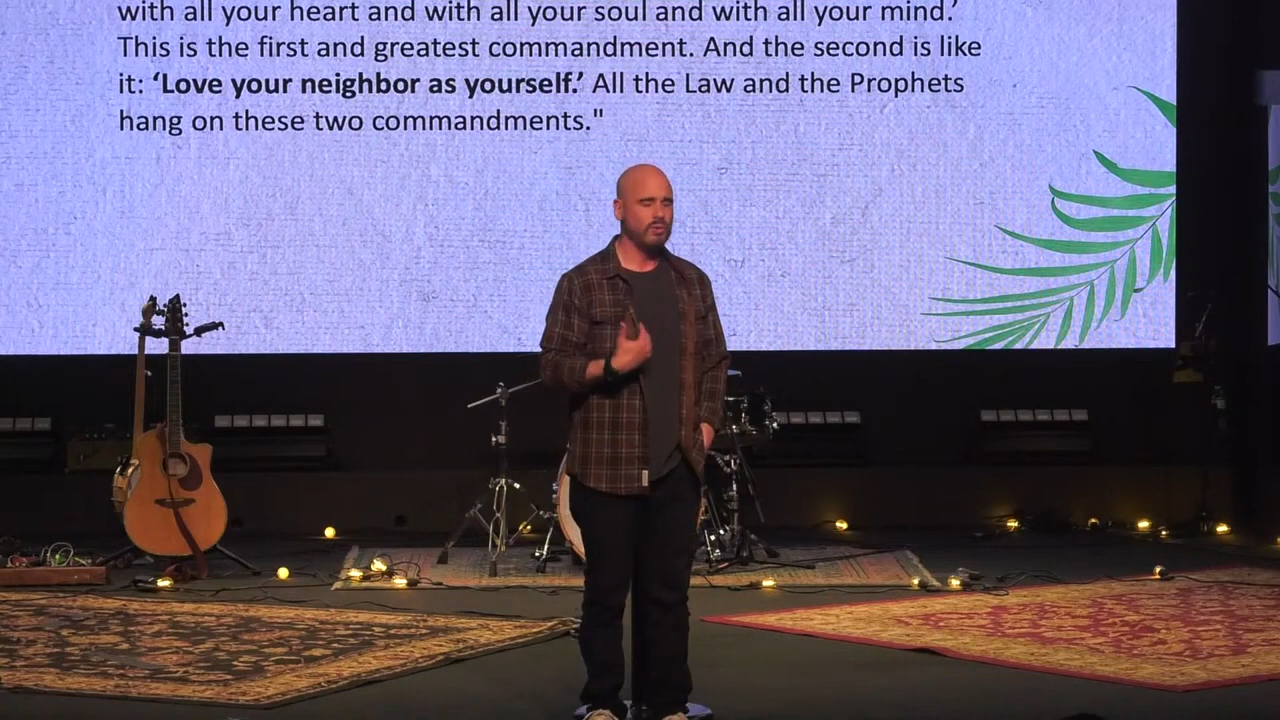 with all your heart and with all your soul and with all your mind.’
This is the first and greatest commandment. And the second is like
it: ‘Love your neighbor as yourself.’ All the Law and the Prophets
hang on these two commandments."